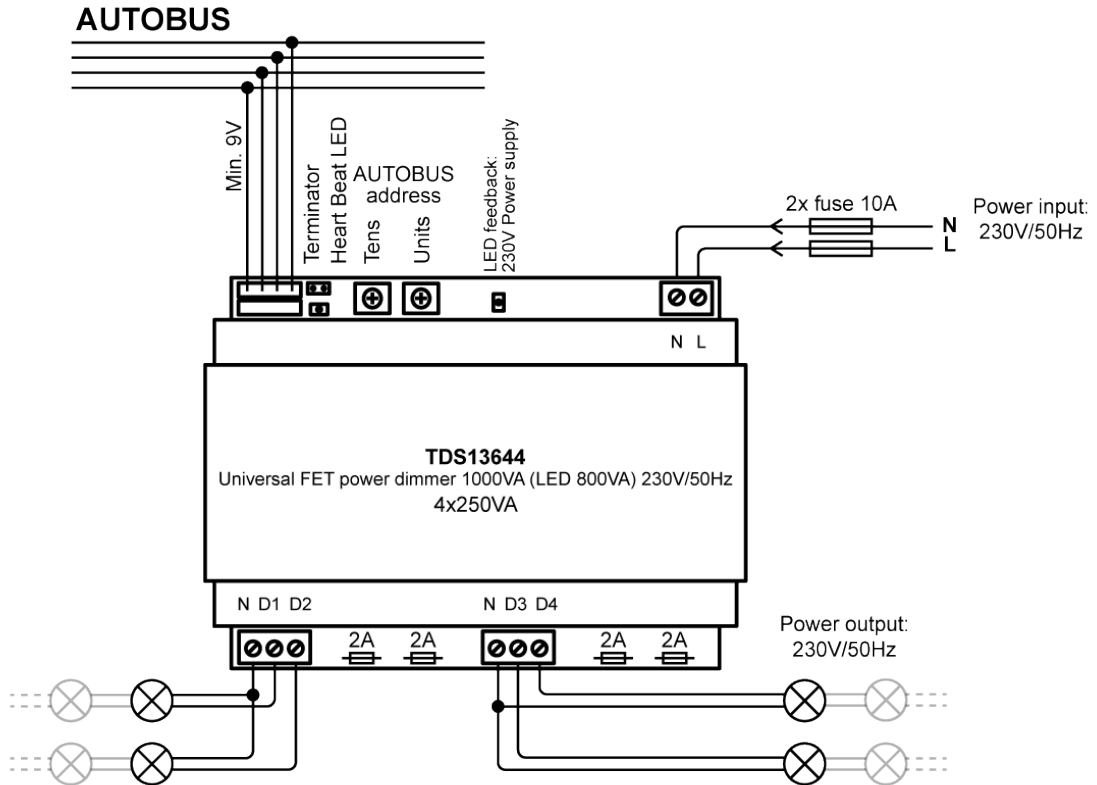 AUTOBUS
Min. 9V
Terminator
Heart Beat LED
AUTOBUS
address
Tens
Units
LED feedback:
230V Power supply
2x fuse 10A
N
L
Power input:
230V/50Hz
N L
TDS13644
Universal FET power dimmer 1000VA (LED 800VA) 230V/50Hz
4x250VA
N D1 D2
N D3 D4
2A
2A
2A
2A
Power output:
230V/50Hz